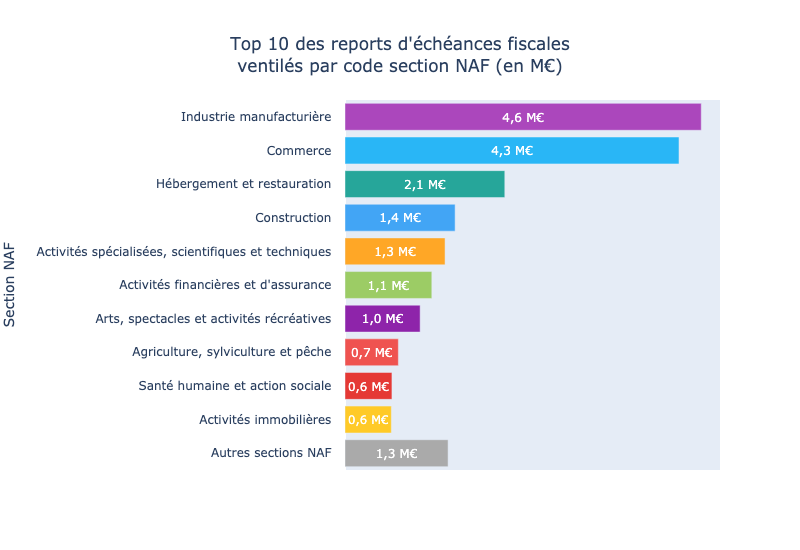 Top 10 des reports d'échéances fiscales
ventilés par code section NAF (en M€)
Section NAF
Industrie manufacturière 4,6 M€
Commerce 4,3 M€
Hébergement et restauration 2,1 M€
Construction 1,4 M€
Activités spécialisées, scientifiques et techniques 1,3 M€
Activités financières et d'assurance 1,1 M€
Arts, spectacles et activités récréatives 1,0 M€
Agriculture, sylviculture et pêche 0,7 M€
Santé humaine et action sociale 0,6 M€
Activités immobilières 0,6 M€
Autres sections NAF 1,3 M€